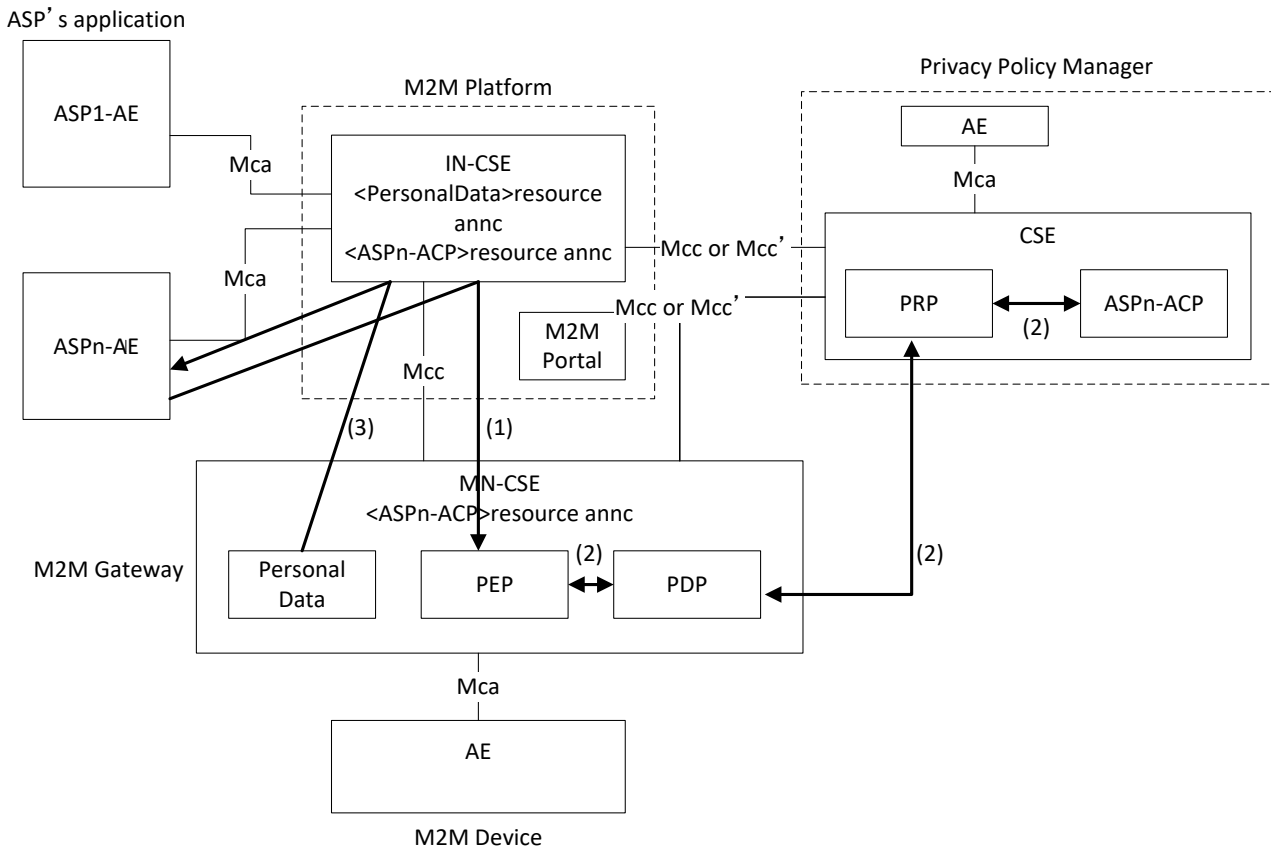 ASP’s application
ASP1-AE
Mca
M2M Platform
IN-CSE
<PersonalData>resource
annc
<ASPn-ACP>resource annc
Privacy Policy Manager
AE
Mca
CSE
PRP
(2)
ASPn-ACP
Mcc or Mcc’
Mca
ASPn-AE
Mcc or Mcc’
M2M
Portal
Mcc
(3)
(1)
(2)
MN-CSE
<ASPn-ACP>resource annc
M2M Gateway
Personal
Data
PEP
(2)
PDP
Mca
AE
M2M Device